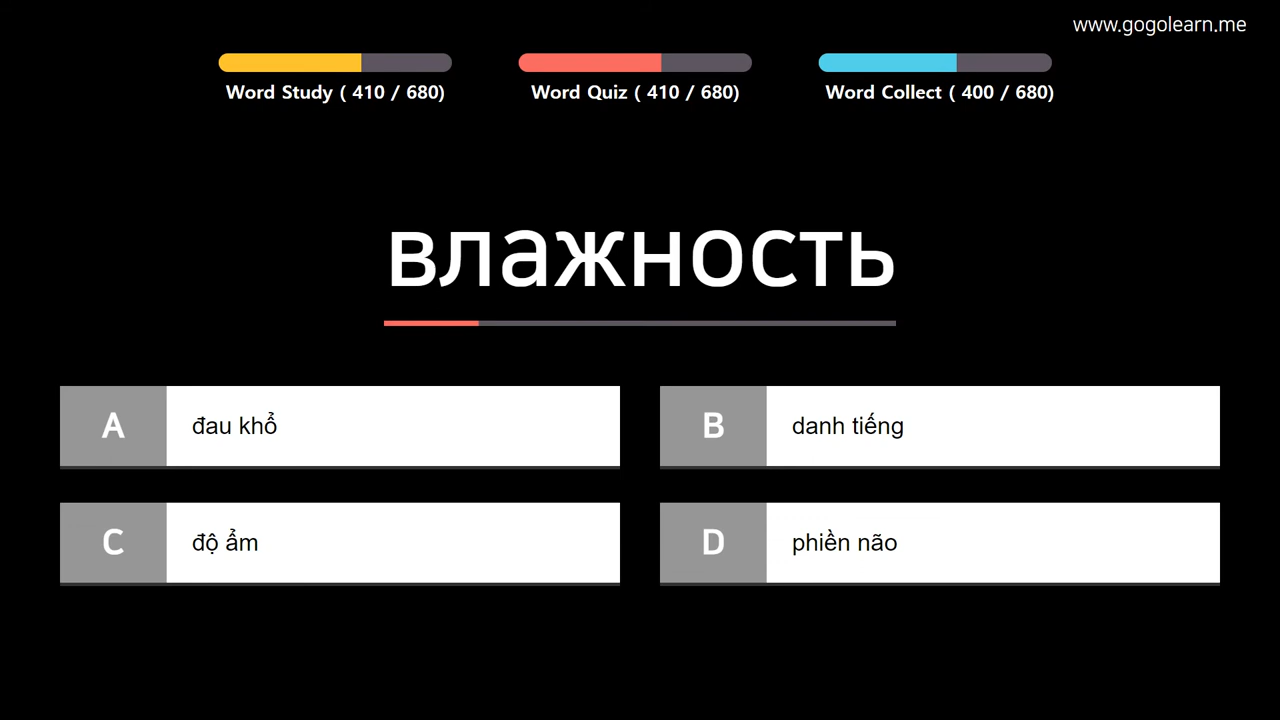 www.gogolearn.me
Word Study ( 410 / 680)
Word Quiz ( 410 / 680)
Word Collect ( 400 / 680)
влажность
A
đau khổ
B
danh tiếng
C
độ ẩm
D
phiền não